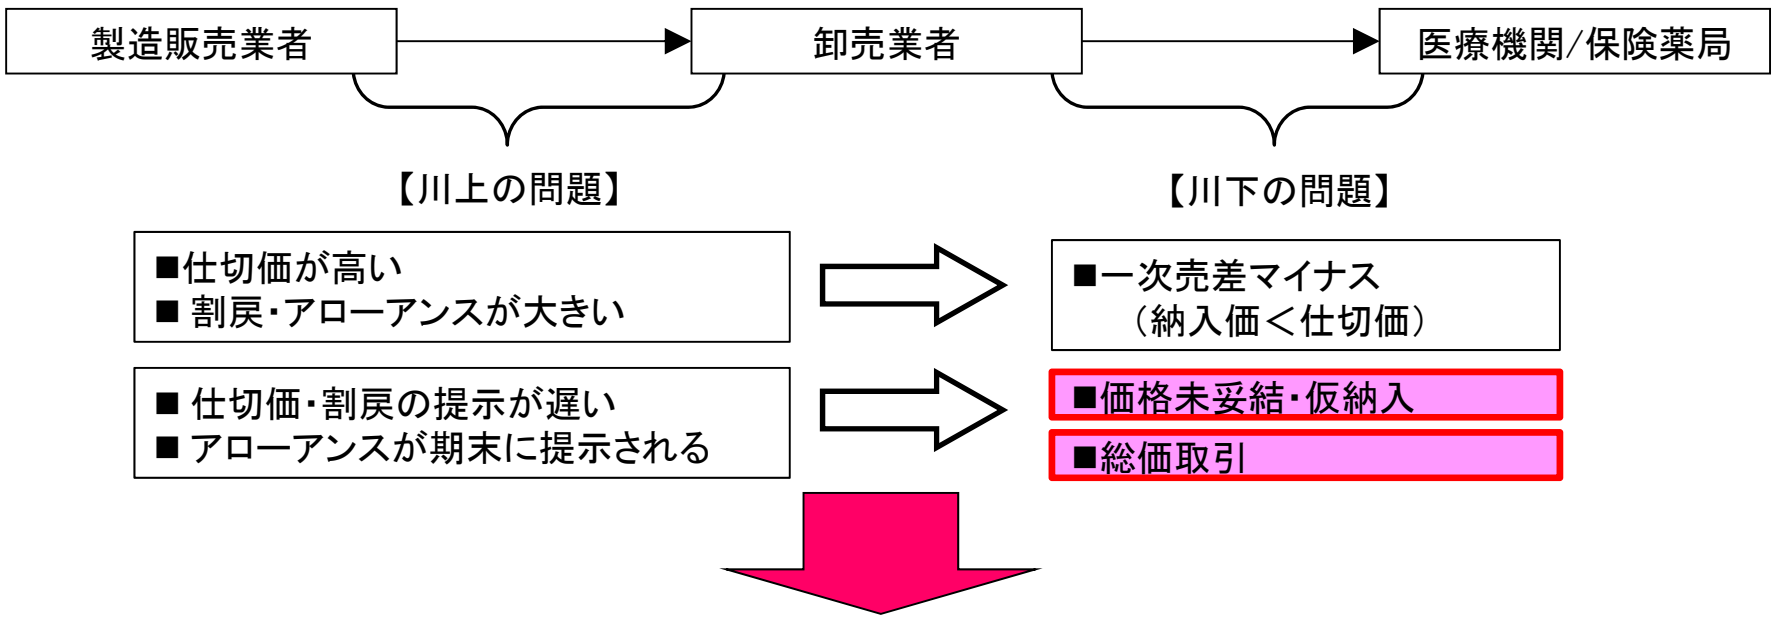 製造販売業者
卸売業者
医療機関/保険薬局
【川上の問題】
【川下の問題】
■仕切価が高い
■ 割戻・アローアンスが大きい
■一次売差マイナス
（納入価＜仕切価）
■ 仕切価・割戻の提示が遅い
■ アローアンスが期末に提示される
■価格未妥結・仮納入
■総価取引